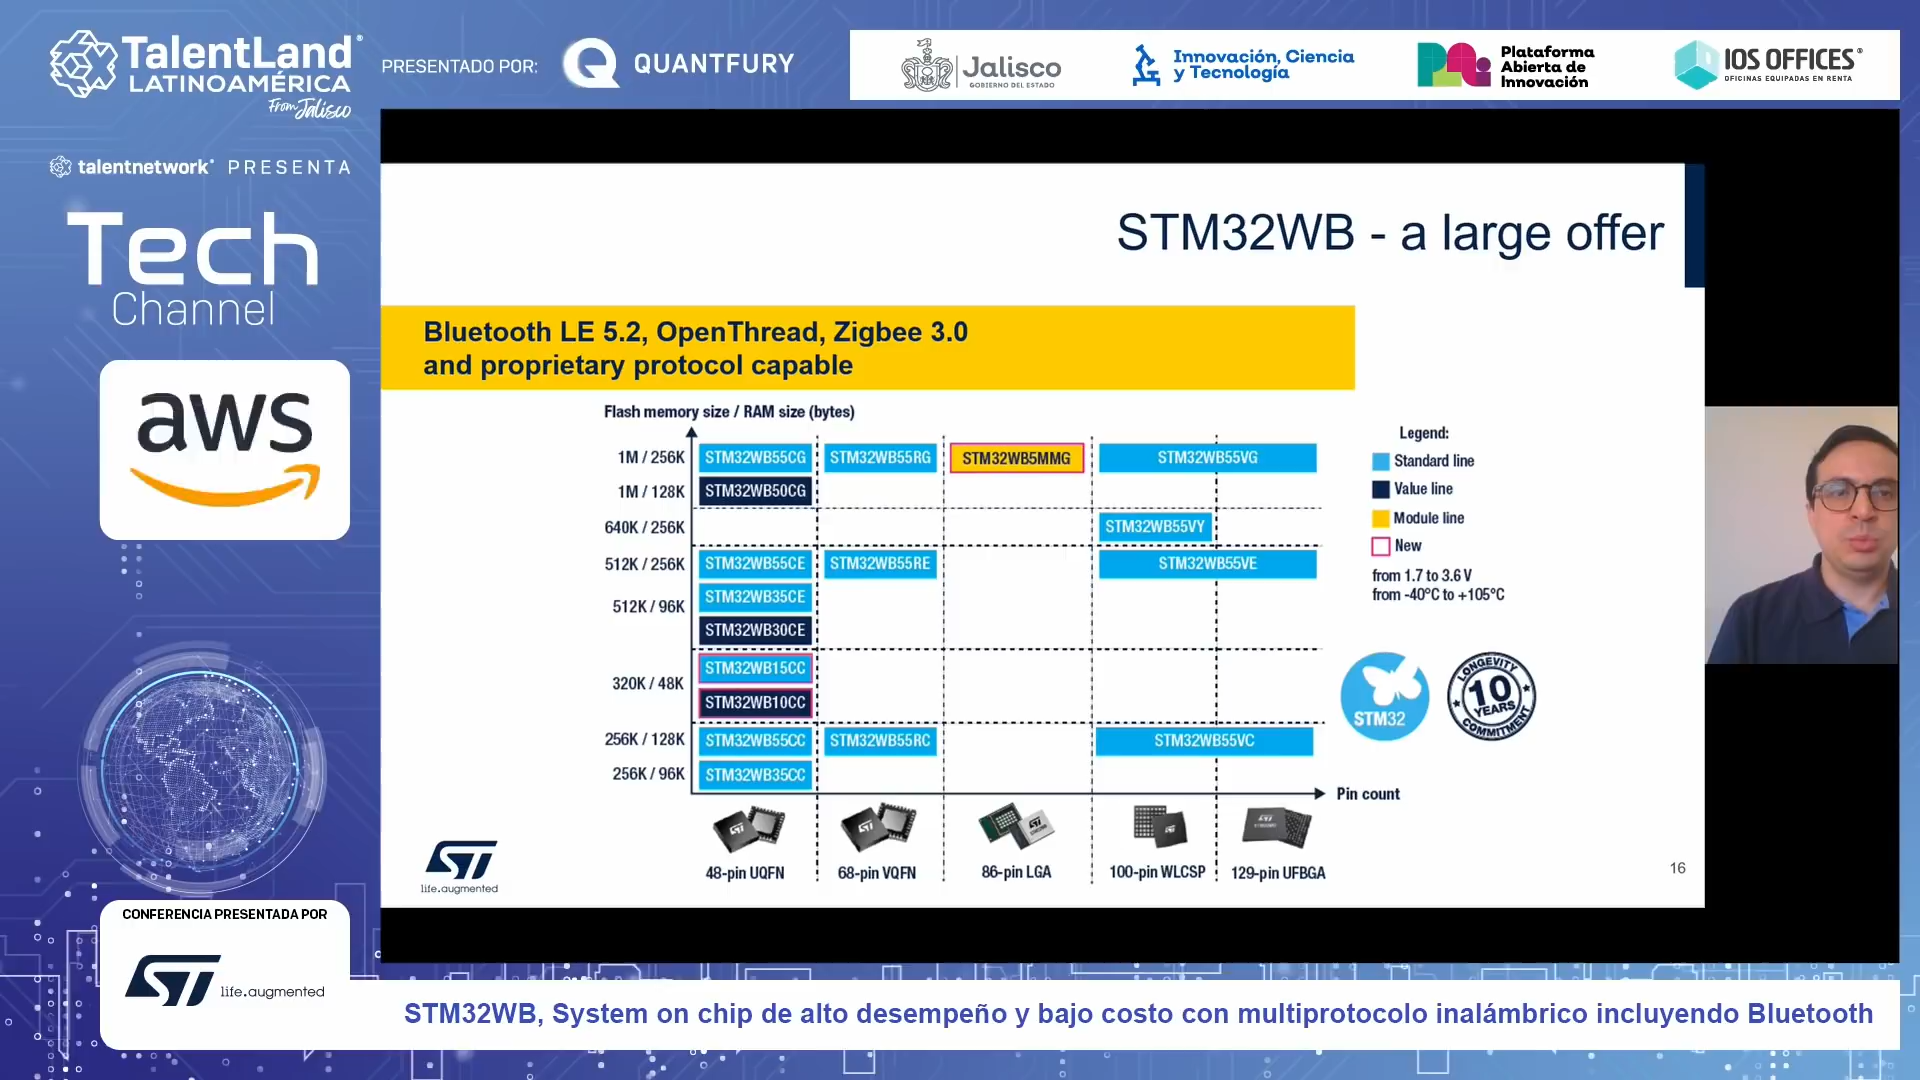 TalentLand®
LATINOAMÉRICA
From Jalisco
PRESENTADO POR:
QUANTFURY
Jalisco
GOBIERNO DEL ESTADO
Innovación, Ciencia
y Tecnología
Plataforma
Abierta de
Innovación
IOS OFFICES®
OFICINAS EQUIPADAS EN RENTA
talentnetwork® PRESENTA
Tech
Channel
aws
CONFERENCIA PRESENTADA POR
ST
life.augmented
STM32WB - a large offer
Bluetooth LE 5.2, OpenThread, Zigbee 3.0
and proprietary protocol capable
Flash memory size / RAM size (bytes)
1M / 256K STM32WB55CG STM32WB55RG STM32WB5MMG STM32WB55VG
1M / 128K STM32WB50CG
640K / 256K STM32WB55VY
512K / 256K STM32WB55CE STM32WB55RE STM32WB55VE
512K / 96K STM32WB35CE
STM32WB30CE
320K / 48K STM32WB15CC
STM32WB10CC
256K / 128K STM32WB55CC STM32WB55RC STM32WB55VC
256K / 96K STM32WB35CC
Pin count
48-pin UQFN 68-pin VQFN 86-pin LGA 100-pin WLCSP 129-pin UFBGA
Legend:
Standard line
Value line
Module line
New
from 1.7 to 3.6 V
from -40°C to +105°C
STM32
LONGEVITY
10
YEARS
COMMITMENT
ST
life.augmented
16
STM32WB, System on chip de alto desempeño y bajo costo con multiprotocolo inalámbrico incluyendo Bluetooth